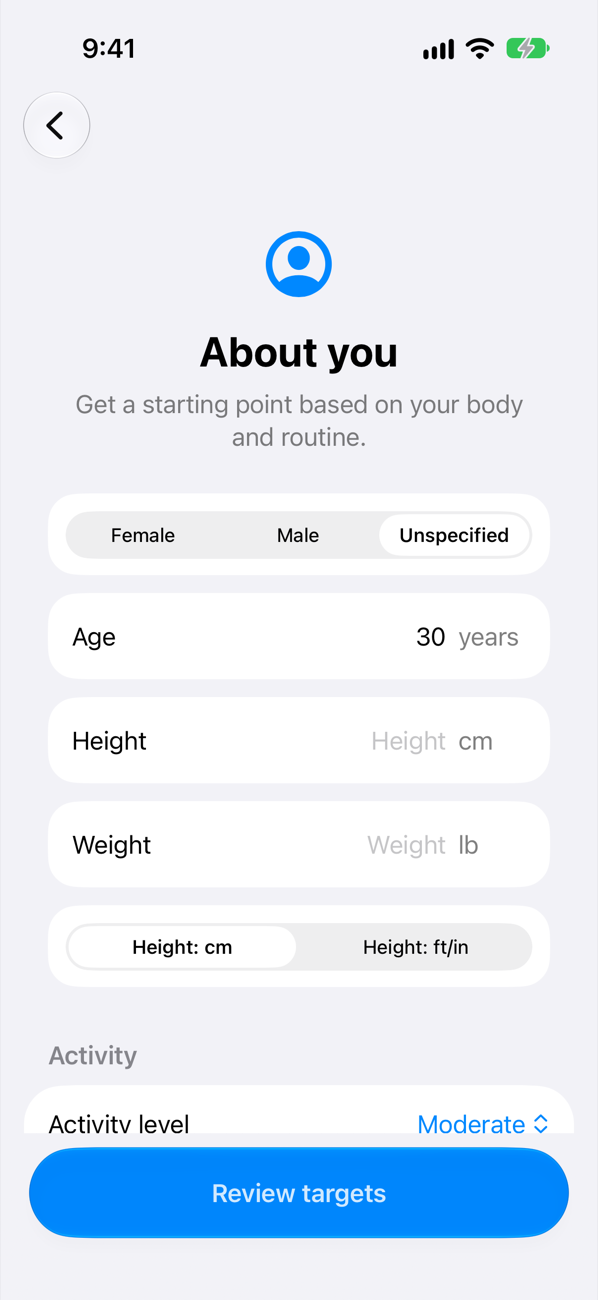 9:41
About you
Get a starting point based on your body
and routine.
Female Male Unspecified
Age 30 years
Height Height cm
Weight Weight lb
Height: cm Height: ft/in
Activity
Activity level Moderate
Review targets